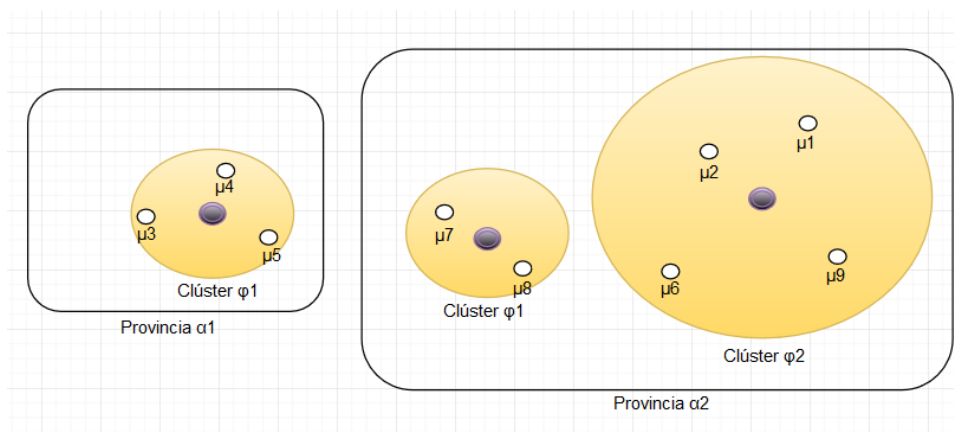 μ4
μ3
μ5
Clúster φ1
Provincia α1
μ7
μ8
Clúster φ1
μ1
μ2
μ9
μ6
Clúster φ2
Provincia α2